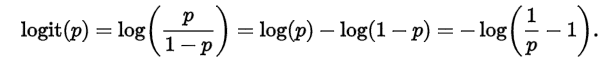 logit(p) = log(p/(1 − p)) = log(p) − log(1 − p) = − log(1/p − 1).